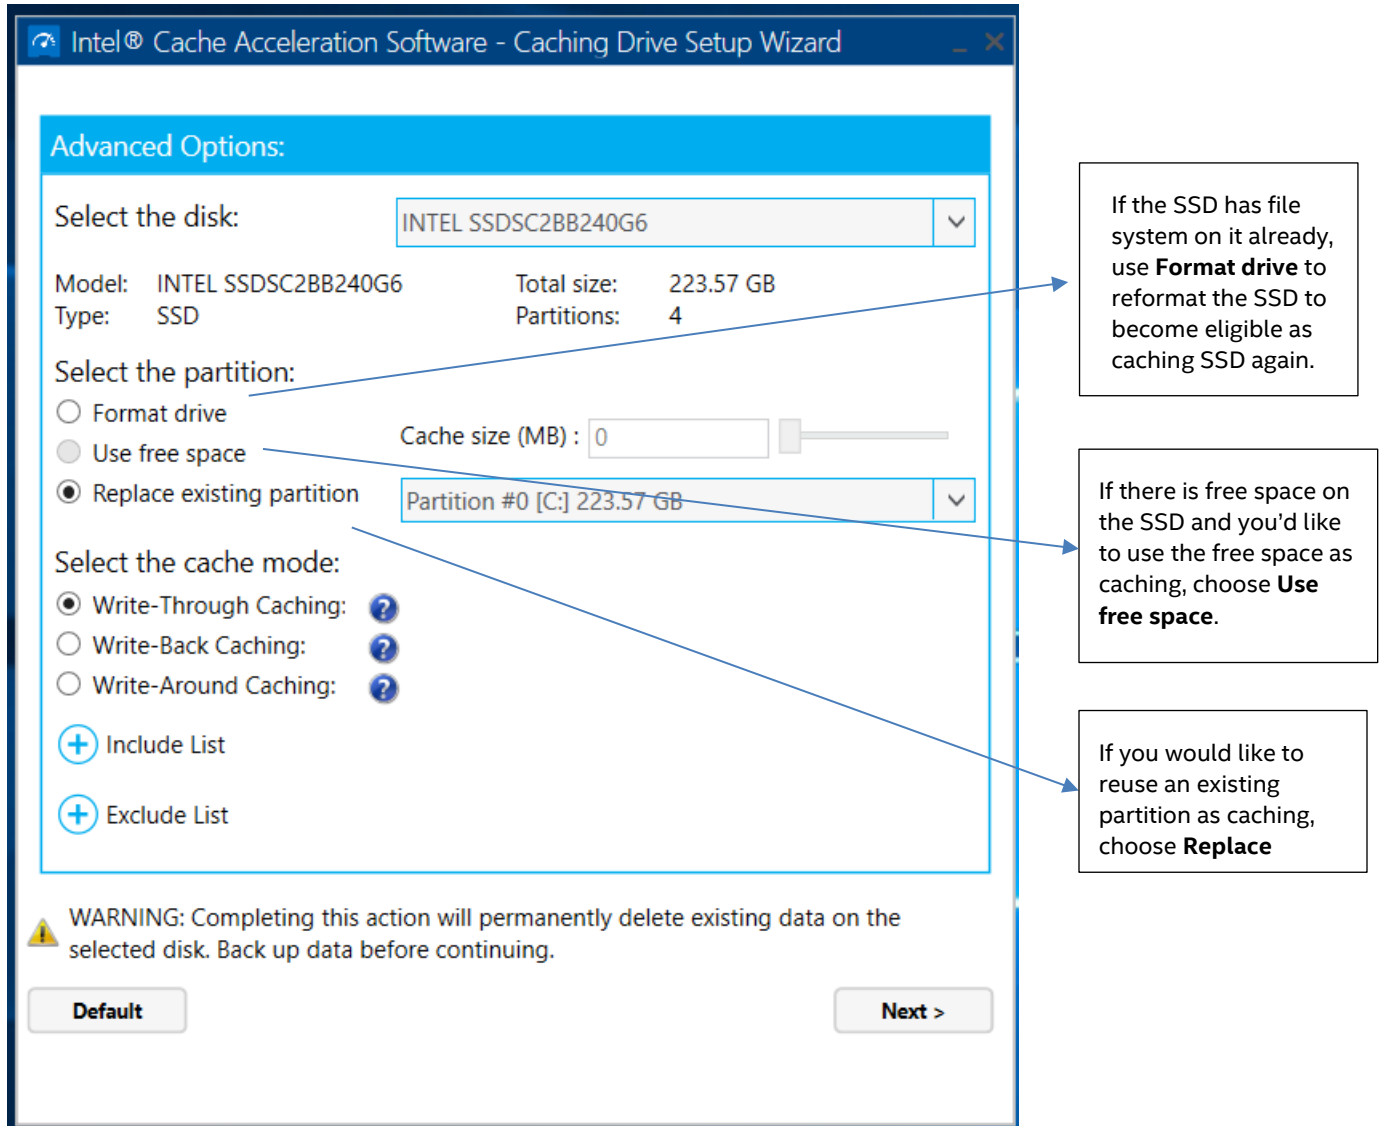 Intel® Cache Acceleration Software - Caching Drive Setup Wizard
Advanced Options:
Select the disk:
INTEL SSDSC2BB240G6
Model: INTEL SSDSC2BB240G6 Total size: 223.57 GB
Type: SSD Partitions: 4
Select the partition:
Format drive
Use free space
Cache size (MB) : 0
Replace existing partition
Partition #0 [C:] 223.57 GB
Select the cache mode:
Write-Through Caching: ?
Write-Back Caching: ?
Write-Around Caching: ?
+ Include List
+ Exclude List
WARNING: Completing this action will permanently delete existing data on the
selected disk. Back up data before continuing.
Default
Next >
If the SSD has file
system on it already,
use Format drive to
reformat the SSD to
become eligible as
caching SSD again.
If there is free space on
the SSD and you’d like
to use the free space as
caching, choose Use
free space.
If you would like to
reuse an existing
partition as caching,
choose Replace